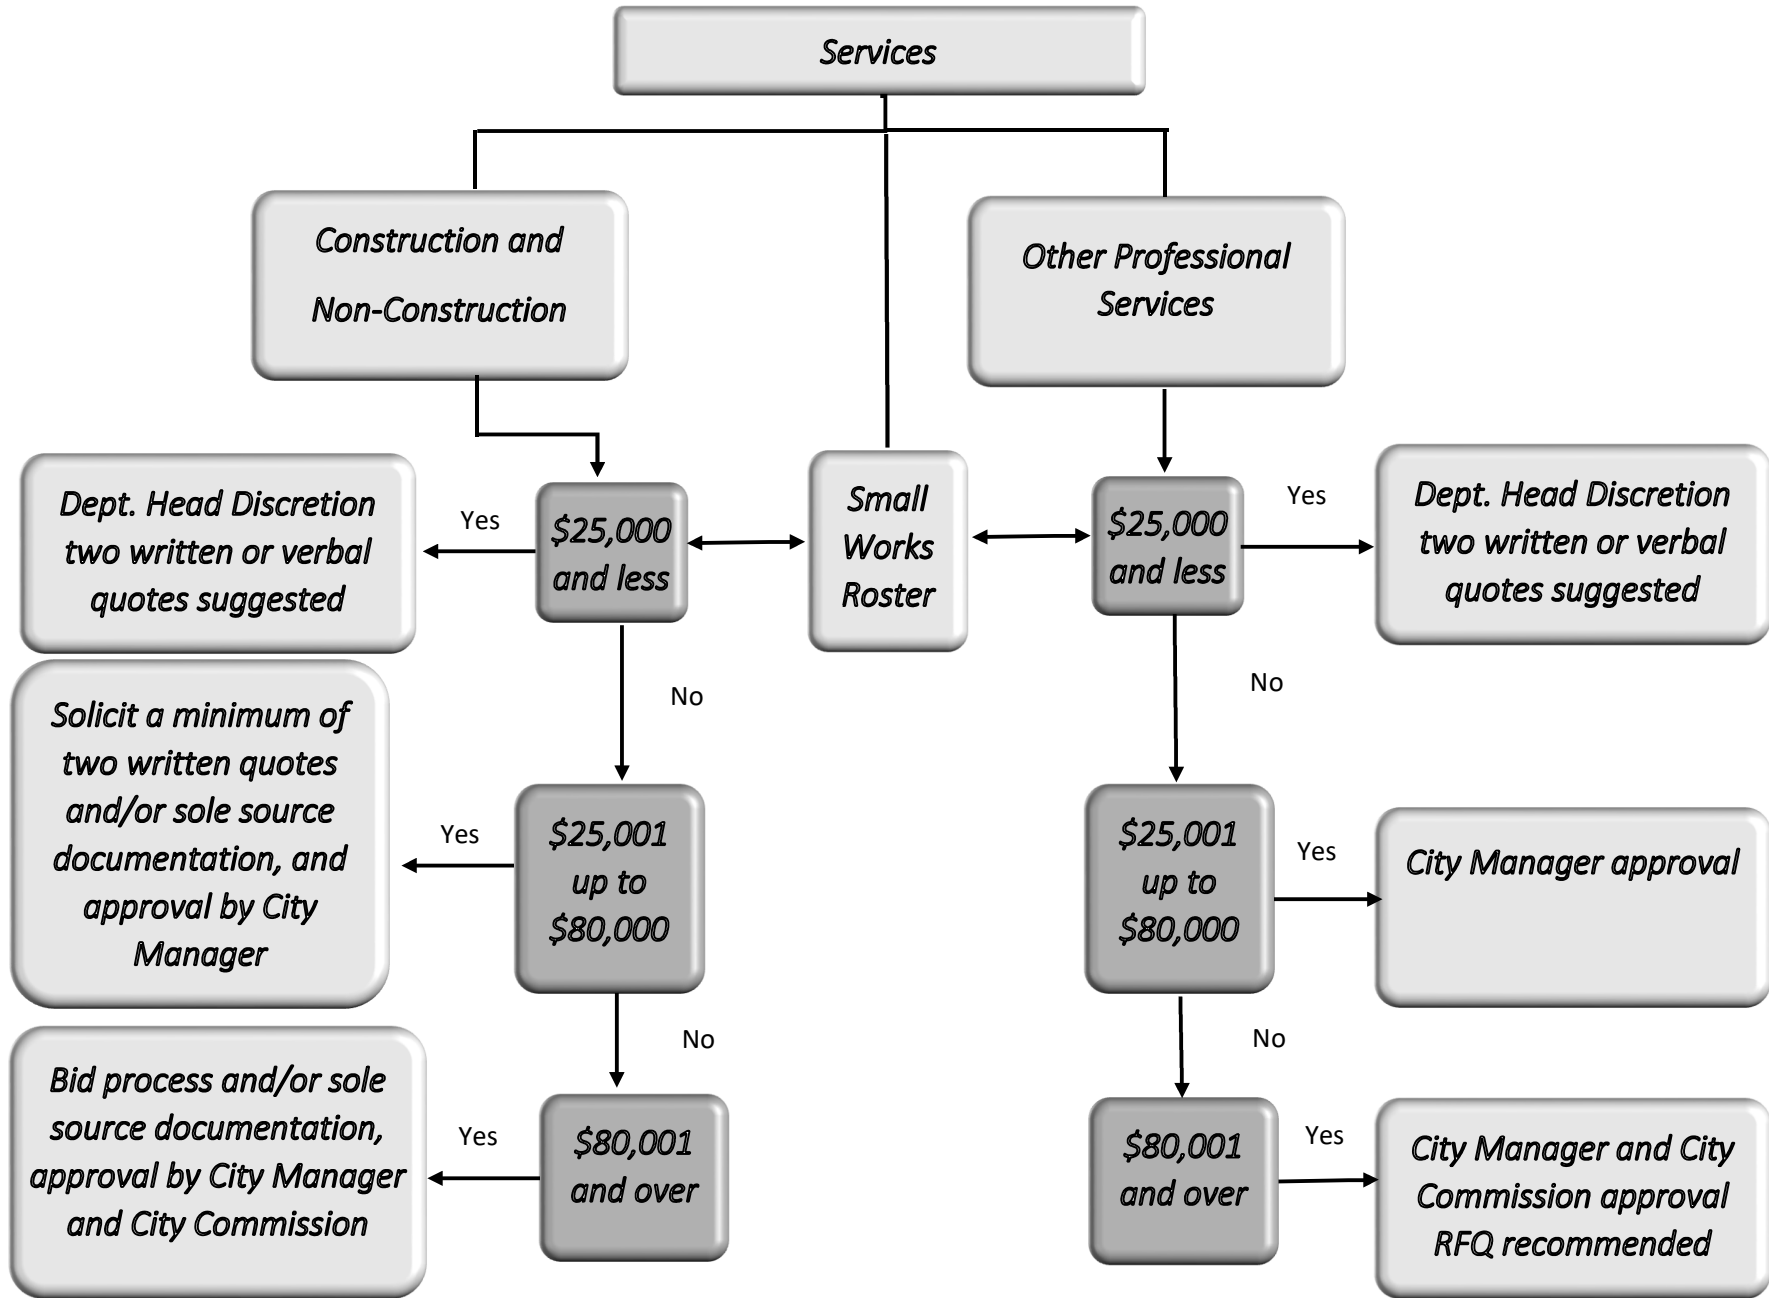 Services
Construction and
Non-Construction
Other Professional
Services
Dept. Head Discretion
two written or verbal
quotes suggested
Yes
$25,000
and less
Small
Works
Roster
$25,000
and less
Yes
Dept. Head Discretion
two written or verbal
quotes suggested
No
No
Solicit a minimum of
two written quotes
and/or sole source
documentation, and
approval by City
Manager
Yes
$25,001
up to
$80,000
$25,001
up to
$80,000
Yes
City Manager approval
No
No
Bid process and/or sole
source documentation,
approval by City Manager
and City Commission
Yes
$80,001
and over
$80,001
and over
Yes
City Manager and City
Commission approval
RFQ recommended